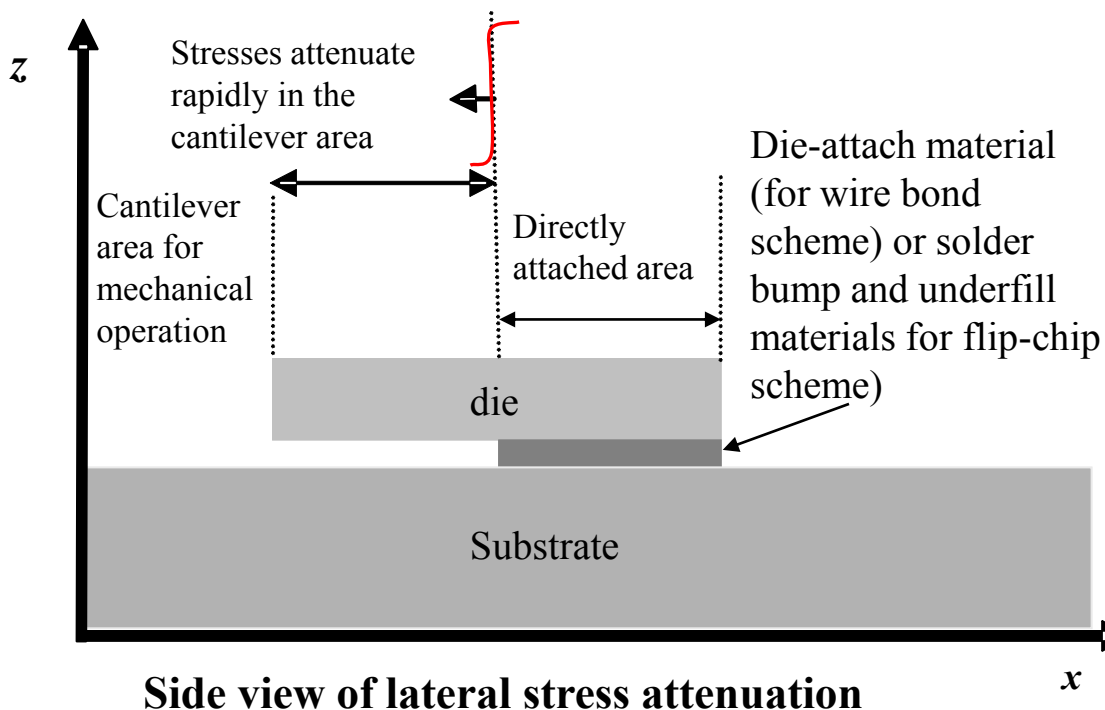 z
Stresses attenuate
rapidly in the
cantilever area
Cantilever
area for
mechanical
operation
Directly
attached area
Die-attach material
(for wire bond
scheme) or solder
bump and underfill
materials for flip-chip
scheme)
die
Substrate
x
Side view of lateral stress attenuation